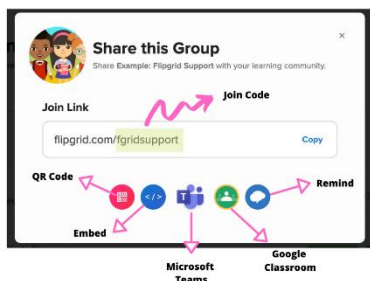 Share this Group
Share Example: Flipgrid Support with your learning community.
Join Link
Join Code
flipgrid.com/fgridsupport
Copy
QR Code
Remind
Embed
Microsoft
Teams
Google
Classroom